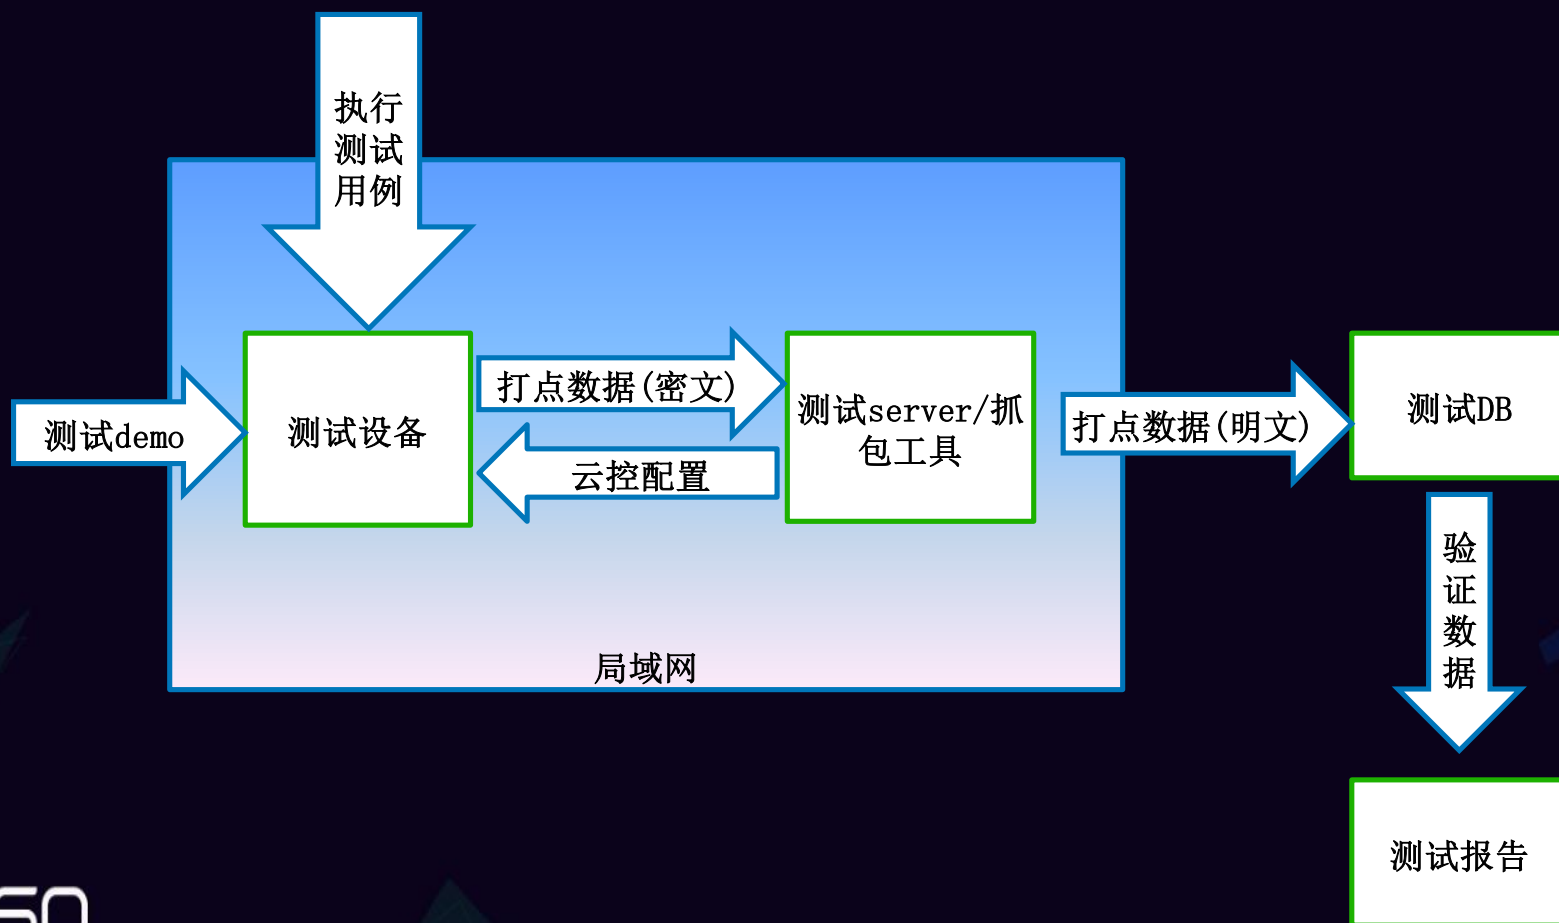 执行
测试
用例
测试demo
测试设备
打点数据(密文)
云控配置
测试server/抓
包工具
打点数据(明文)
测试DB
验
证
数
据
局域网
测试报告